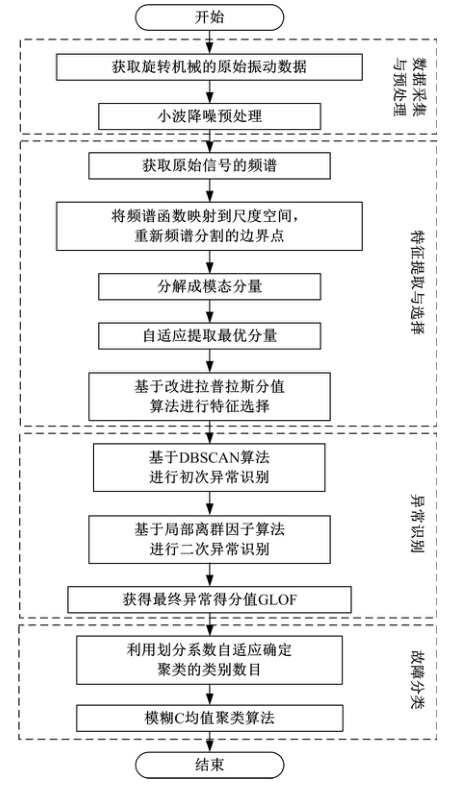 开始
获取旋转机械的原始振动数据
小波降噪预处理
数据采集
与预处理
获取原始信号的频谱
将频谱函数映射到尺度空间，
重新频谱分割的边界点
分解成模态分量
自适应提取最优分量
基于改进拉普拉斯分值
算法进行特征选择
特征提取与选择
基于DBSCAN算法
进行初次异常识别
基于局部离群因子算法
进行二次异常识别
获得最终异常得分值GLOF
异常识别
利用划分系数自适应确定
聚类的类别数目
模糊C均值聚类算法
故障分类
结束